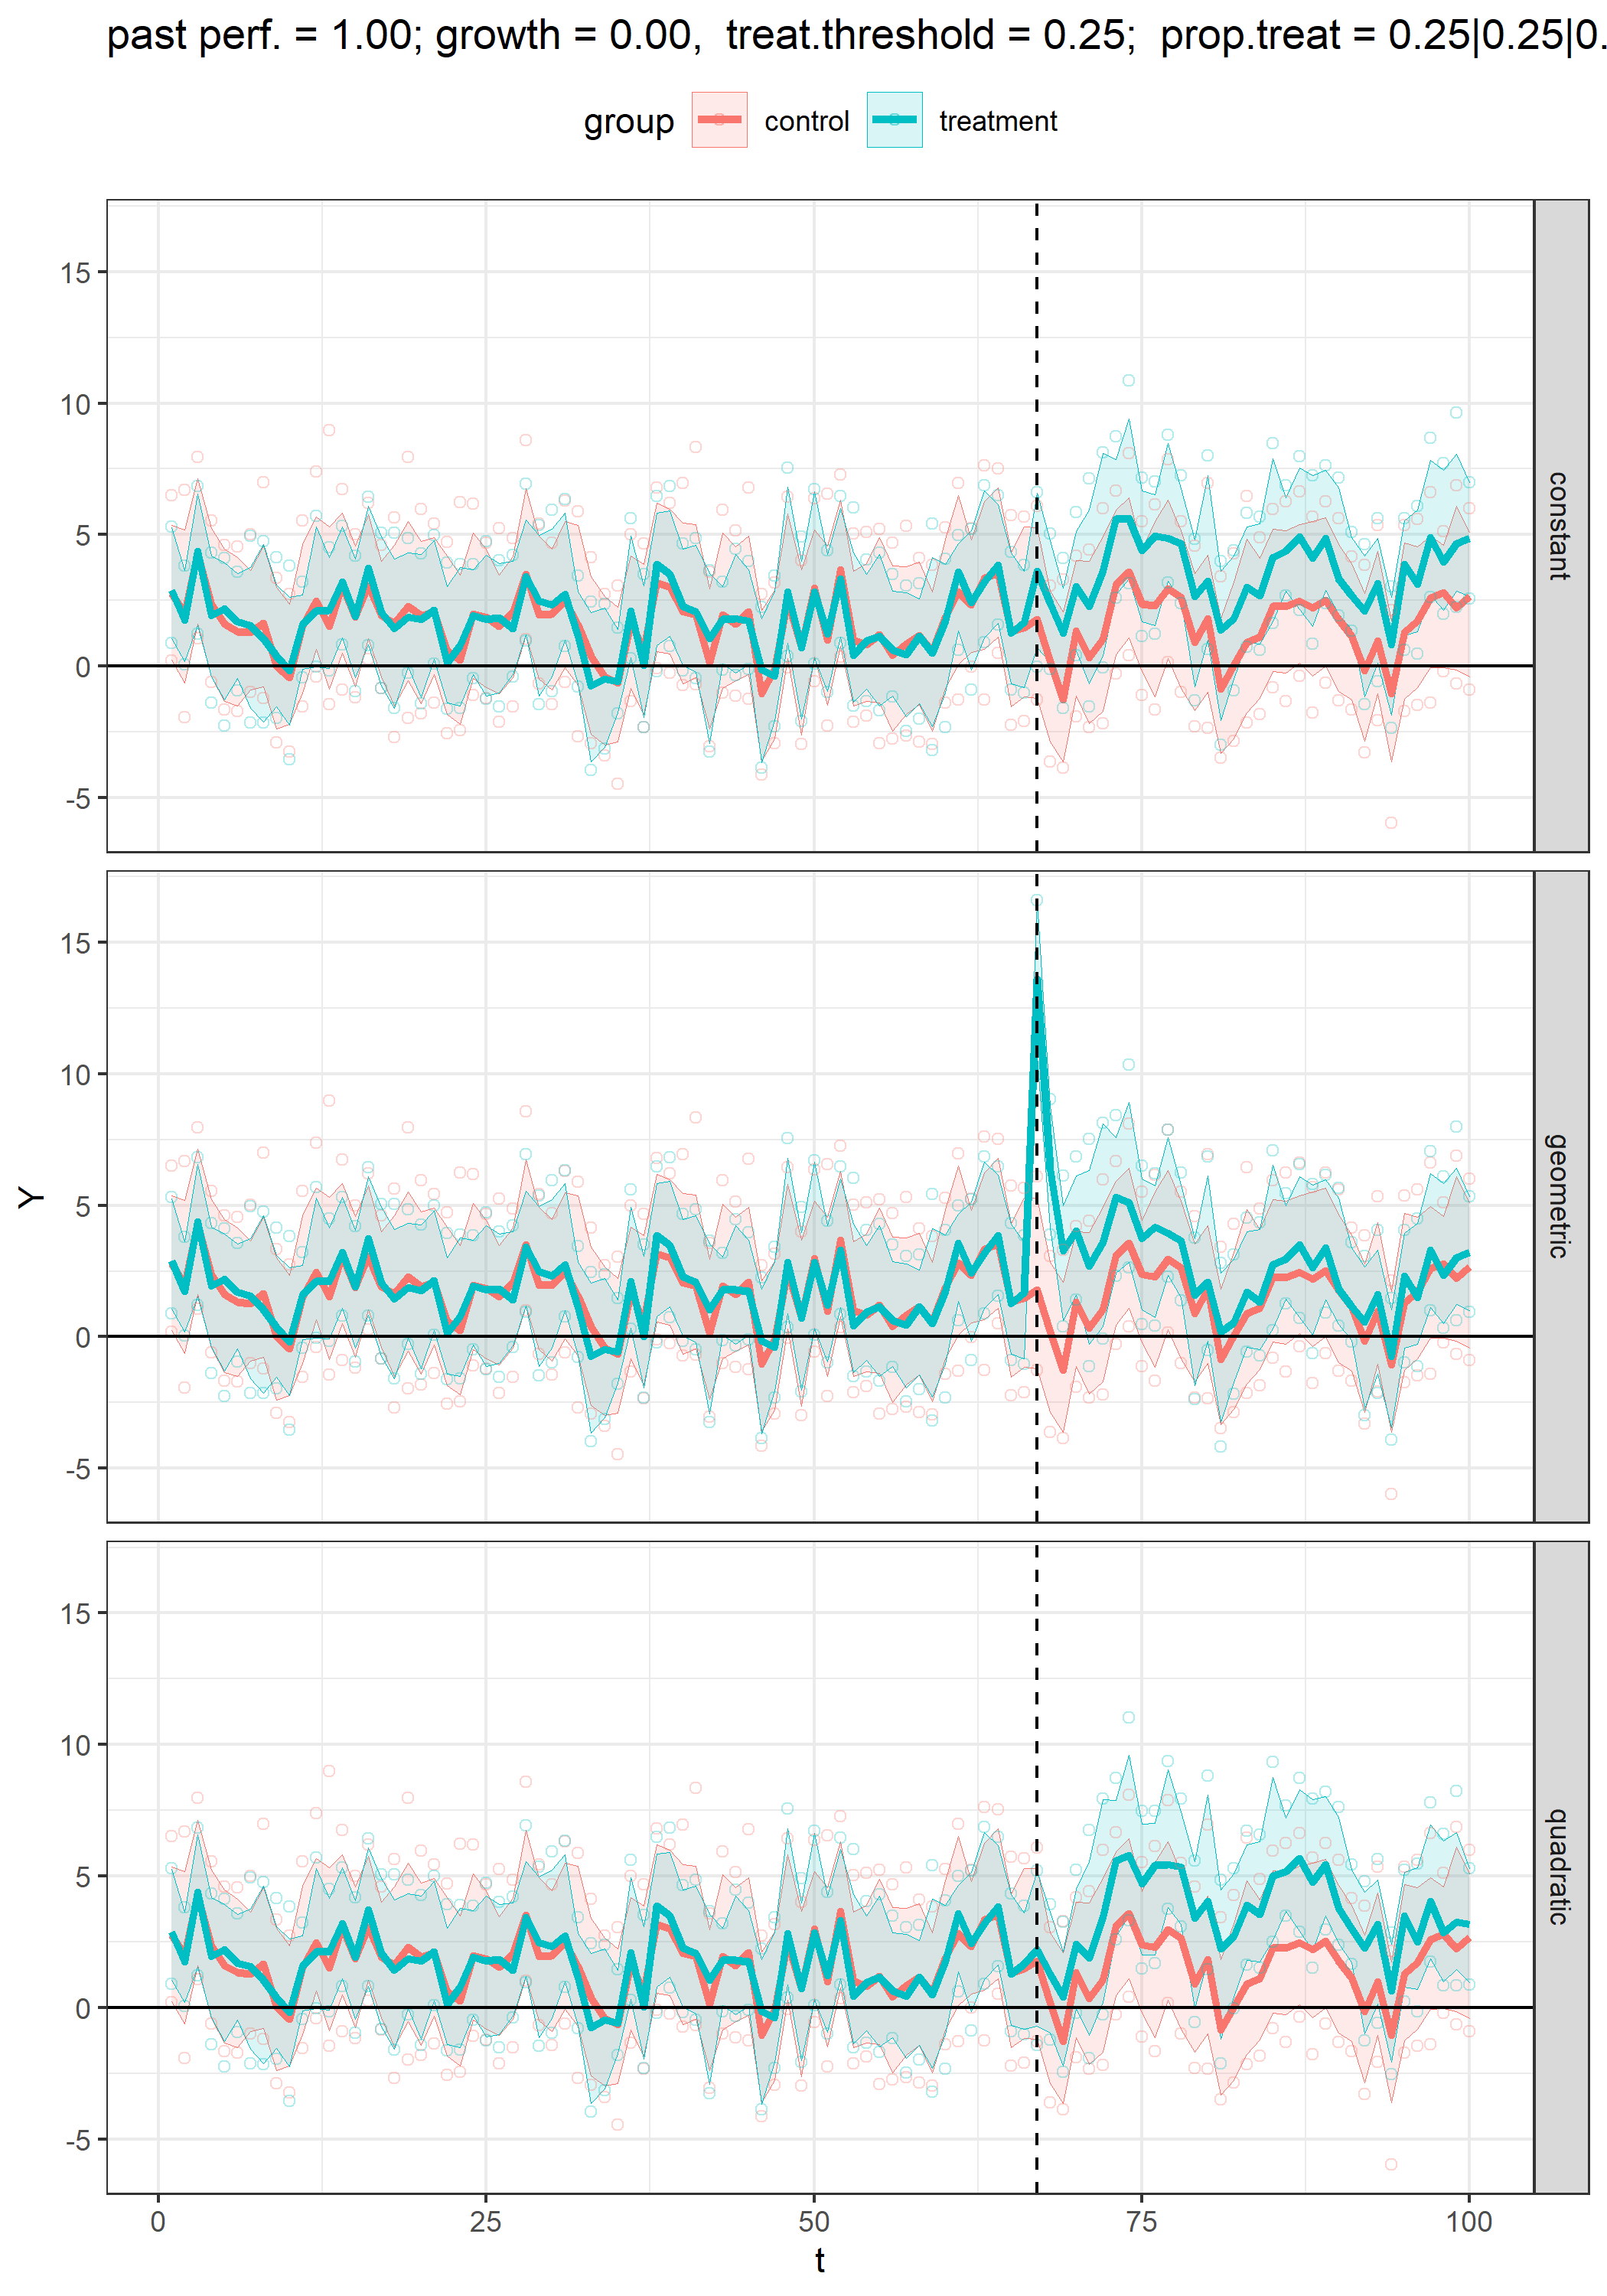 past perf. = 1.00; growth = 0.00,  treat.threshold = 0.25;  prop.treat = 0.25|0.25|0.
group control treatment
15
10
5
0
-5
constant
Y
15
10
5
0
-5
geometric
15
10
5
0
-5
quadratic
0 25 50 75 100
t